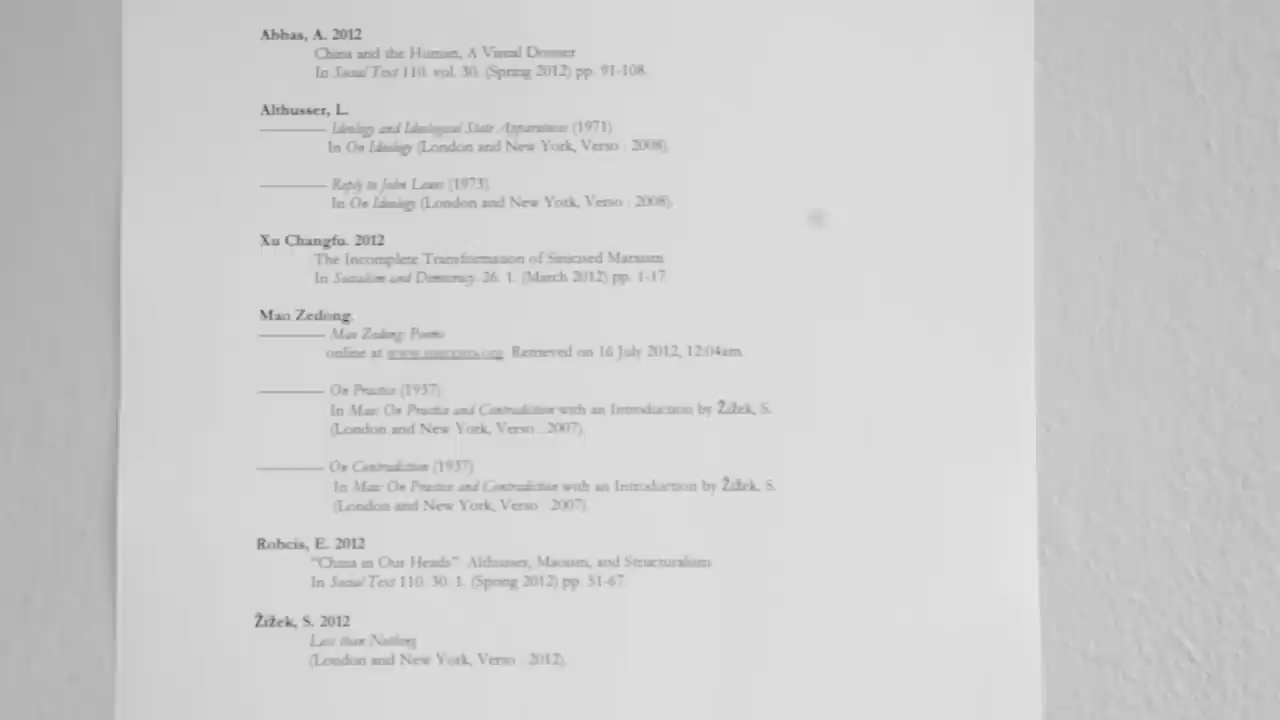 Abbas, A. 2012
China and the Human, A Visual Dossier
In Social Text 110. vol. 30. (Spring 2012) pp. 91-108.
Althusser, L.
Ideology and Ideological State Apparatuses (1971)
In On Ideology (London and New York, Verso : 2008).
Reply to John Lewis (1973)
In On Ideology (London and New York, Verso : 2008).
Xu Changfu. 2012
The Incomplete Transformation of Sinicised Marxism
In Socialism and Democracy. 26. 1. (March 2012) pp. 1-17.
Mao Zedong.
Mao Zedong: Poems
online at Retrieved on 16 July 2012, 12:04am.
On Practice (1937)
In Mao: On Practice and Contradiction with an Introduction by Žižek, S.
(London and New York, Verso : 2007).
On Contradiction (1937)
In Mao: On Practice and Contradiction with an Introduction by Žižek, S.
(London and New York, Verso : 2007).
Robcis, E. 2012
"China in Our Heads": Althusser, Maoism, and Structuralism
In Social Text 110. 30. 1. (Spring 2012) pp. 51-67.
Žižek, S. 2012
Less than Nothing
(London and New York, Verso : 2012).